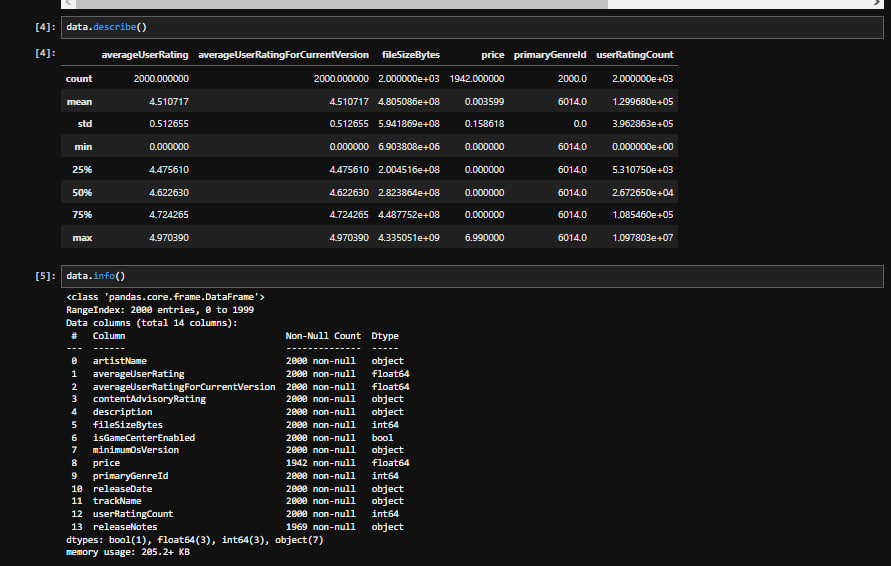 [4]: data.describe()
[4]: averageUserRating averageUserRatingForCurrentVersion fileSizeBytes price primaryGenreId userRatingCount
count 2000.000000 2000.000000 2.000000e+03 1942.000000 2000.0 2.000000e+03
mean 4.510717 4.510717 4.805086e+08 0.003599 6014.0 1.299680e+05
std 0.512655 0.512655 5.941869e+08 0.158618 0.0 3.962863e+05
min 0.000000 0.000000 6.903808e+06 0.000000 6014.0 0.000000e+00
25% 4.475610 4.475610 2.004516e+08 0.000000 6014.0 5.310750e+03
50% 4.622630 4.622630 2.823864e+08 0.000000 6014.0 2.672650e+04
75% 4.724265 4.724265 4.487752e+08 0.000000 6014.0 1.085460e+05
max 4.970390 4.970390 4.335051e+09 6.990000 6014.0 1.097803e+07
[5]: data.info()
<class 'pandas.core.frame.DataFrame'>
RangeIndex: 2000 entries, 0 to 1999
Data columns (total 14 columns):
# Column Non-Null Count Dtype
--- ------ -------------- -----
0 artistName 2000 non-null object
1 averageUserRating 2000 non-null float64
2 averageUserRatingForCurrentVersion 2000 non-null float64
3 contentAdvisoryRating 2000 non-null object
4 description 2000 non-null object
5 fileSizeBytes 2000 non-null int64
6 isGameCenterEnabled 2000 non-null bool
7 minimumOsVersion 2000 non-null object
8 price 1942 non-null float64
9 primaryGenreId 2000 non-null int64
10 releaseDate 2000 non-null object
11 trackName 2000 non-null object
12 userRatingCount 2000 non-null int64
13 releaseNotes 1969 non-null object
dtypes: bool(1), float64(3), int64(3), object(7)
memory usage: 205.2+ KB